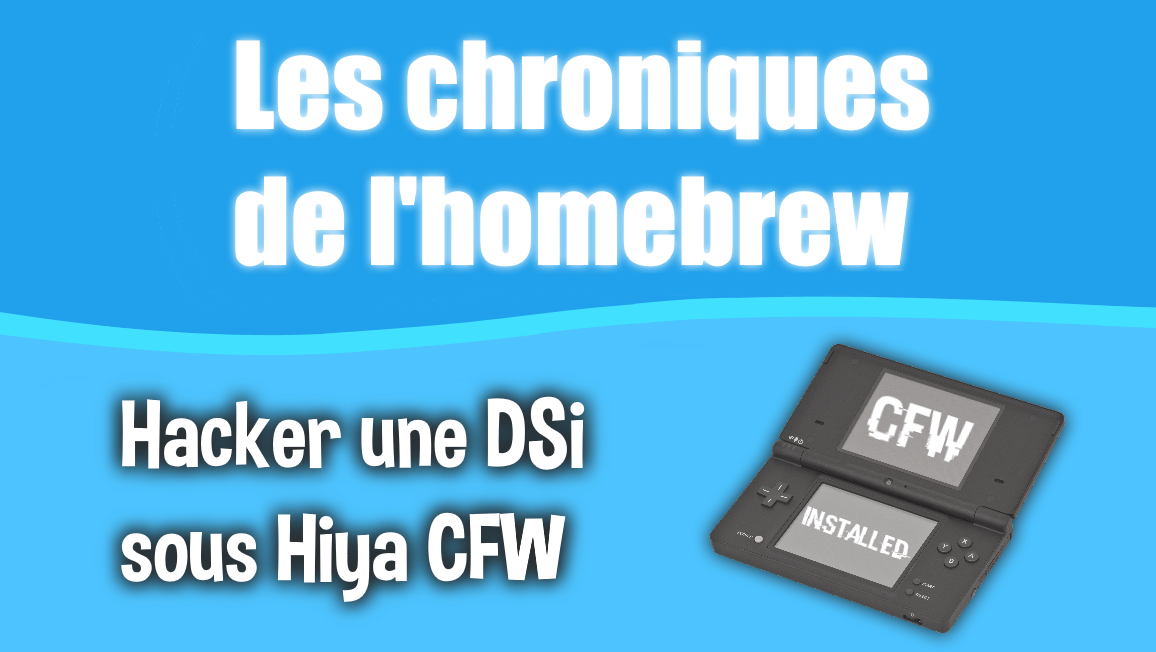 Les chroniques
de l'homebrew
Hacker une DSi
sous Hiya CFW
CFW
INSTALLED
Y
X
A
B